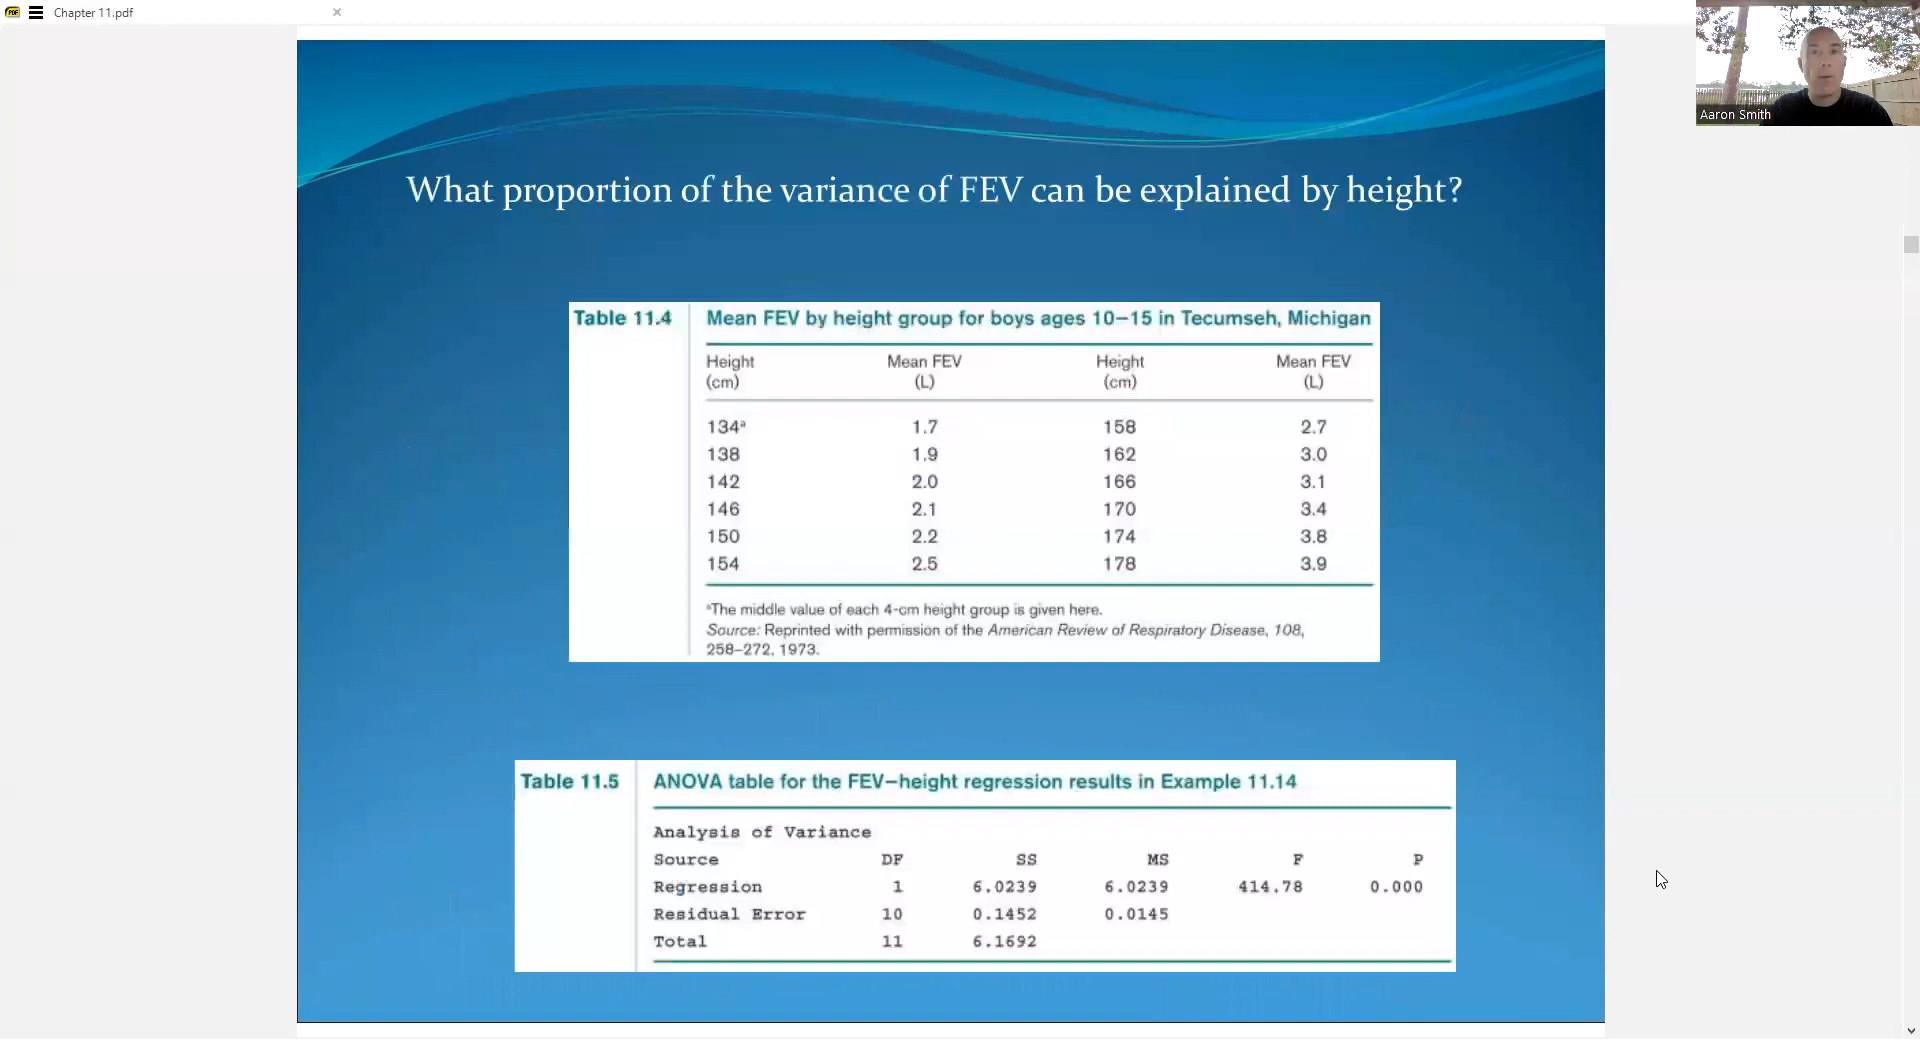 PDF
Chapter 11.pdf
Aaron Smith
What proportion of the variance of FEV can be explained by height?
Table 11.4 Mean FEV by height group for boys ages 10–15 in Tecumseh, Michigan
Height Mean FEV Height Mean FEV
(cm) (L) (cm) (L)
134ᵃ 1.7 158 2.7
138 1.9 162 3.0
142 2.0 166 3.1
146 2.1 170 3.4
150 2.2 174 3.8
154 2.5 178 3.9
ᵃThe middle value of each 4-cm height group is given here.
Source: Reprinted with permission of the American Review of Respiratory Disease, 108,
258–272, 1973.
Table 11.5 ANOVA table for the FEV–height regression results in Example 11.14
Analysis of Variance
Source DF SS MS F P
Regression 1 6.0239 6.0239 414.78 0.000
Residual Error 10 0.1452 0.0145
Total 11 6.1692